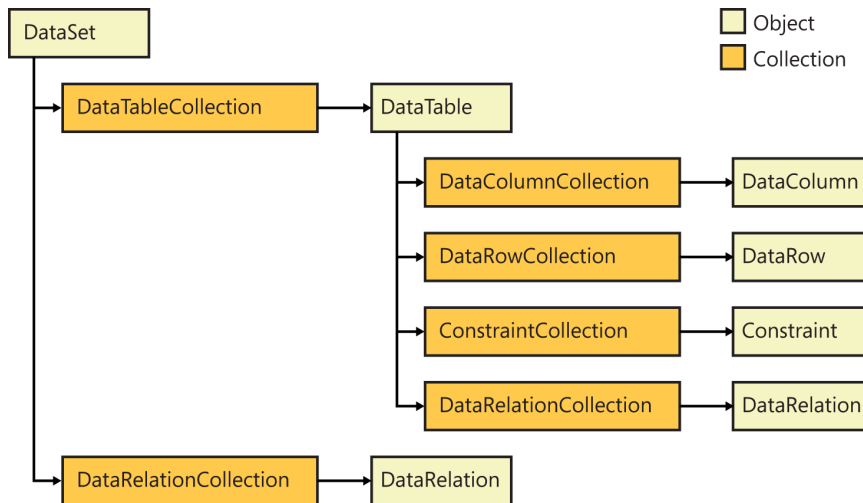 DataSet
Object
Collection
DataTableCollection
DataTable
DataColumnCollection
DataColumn
DataRowCollection
DataRow
ConstraintCollection
Constraint
DataRelationCollection
DataRelation
DataRelationCollection
DataRelation